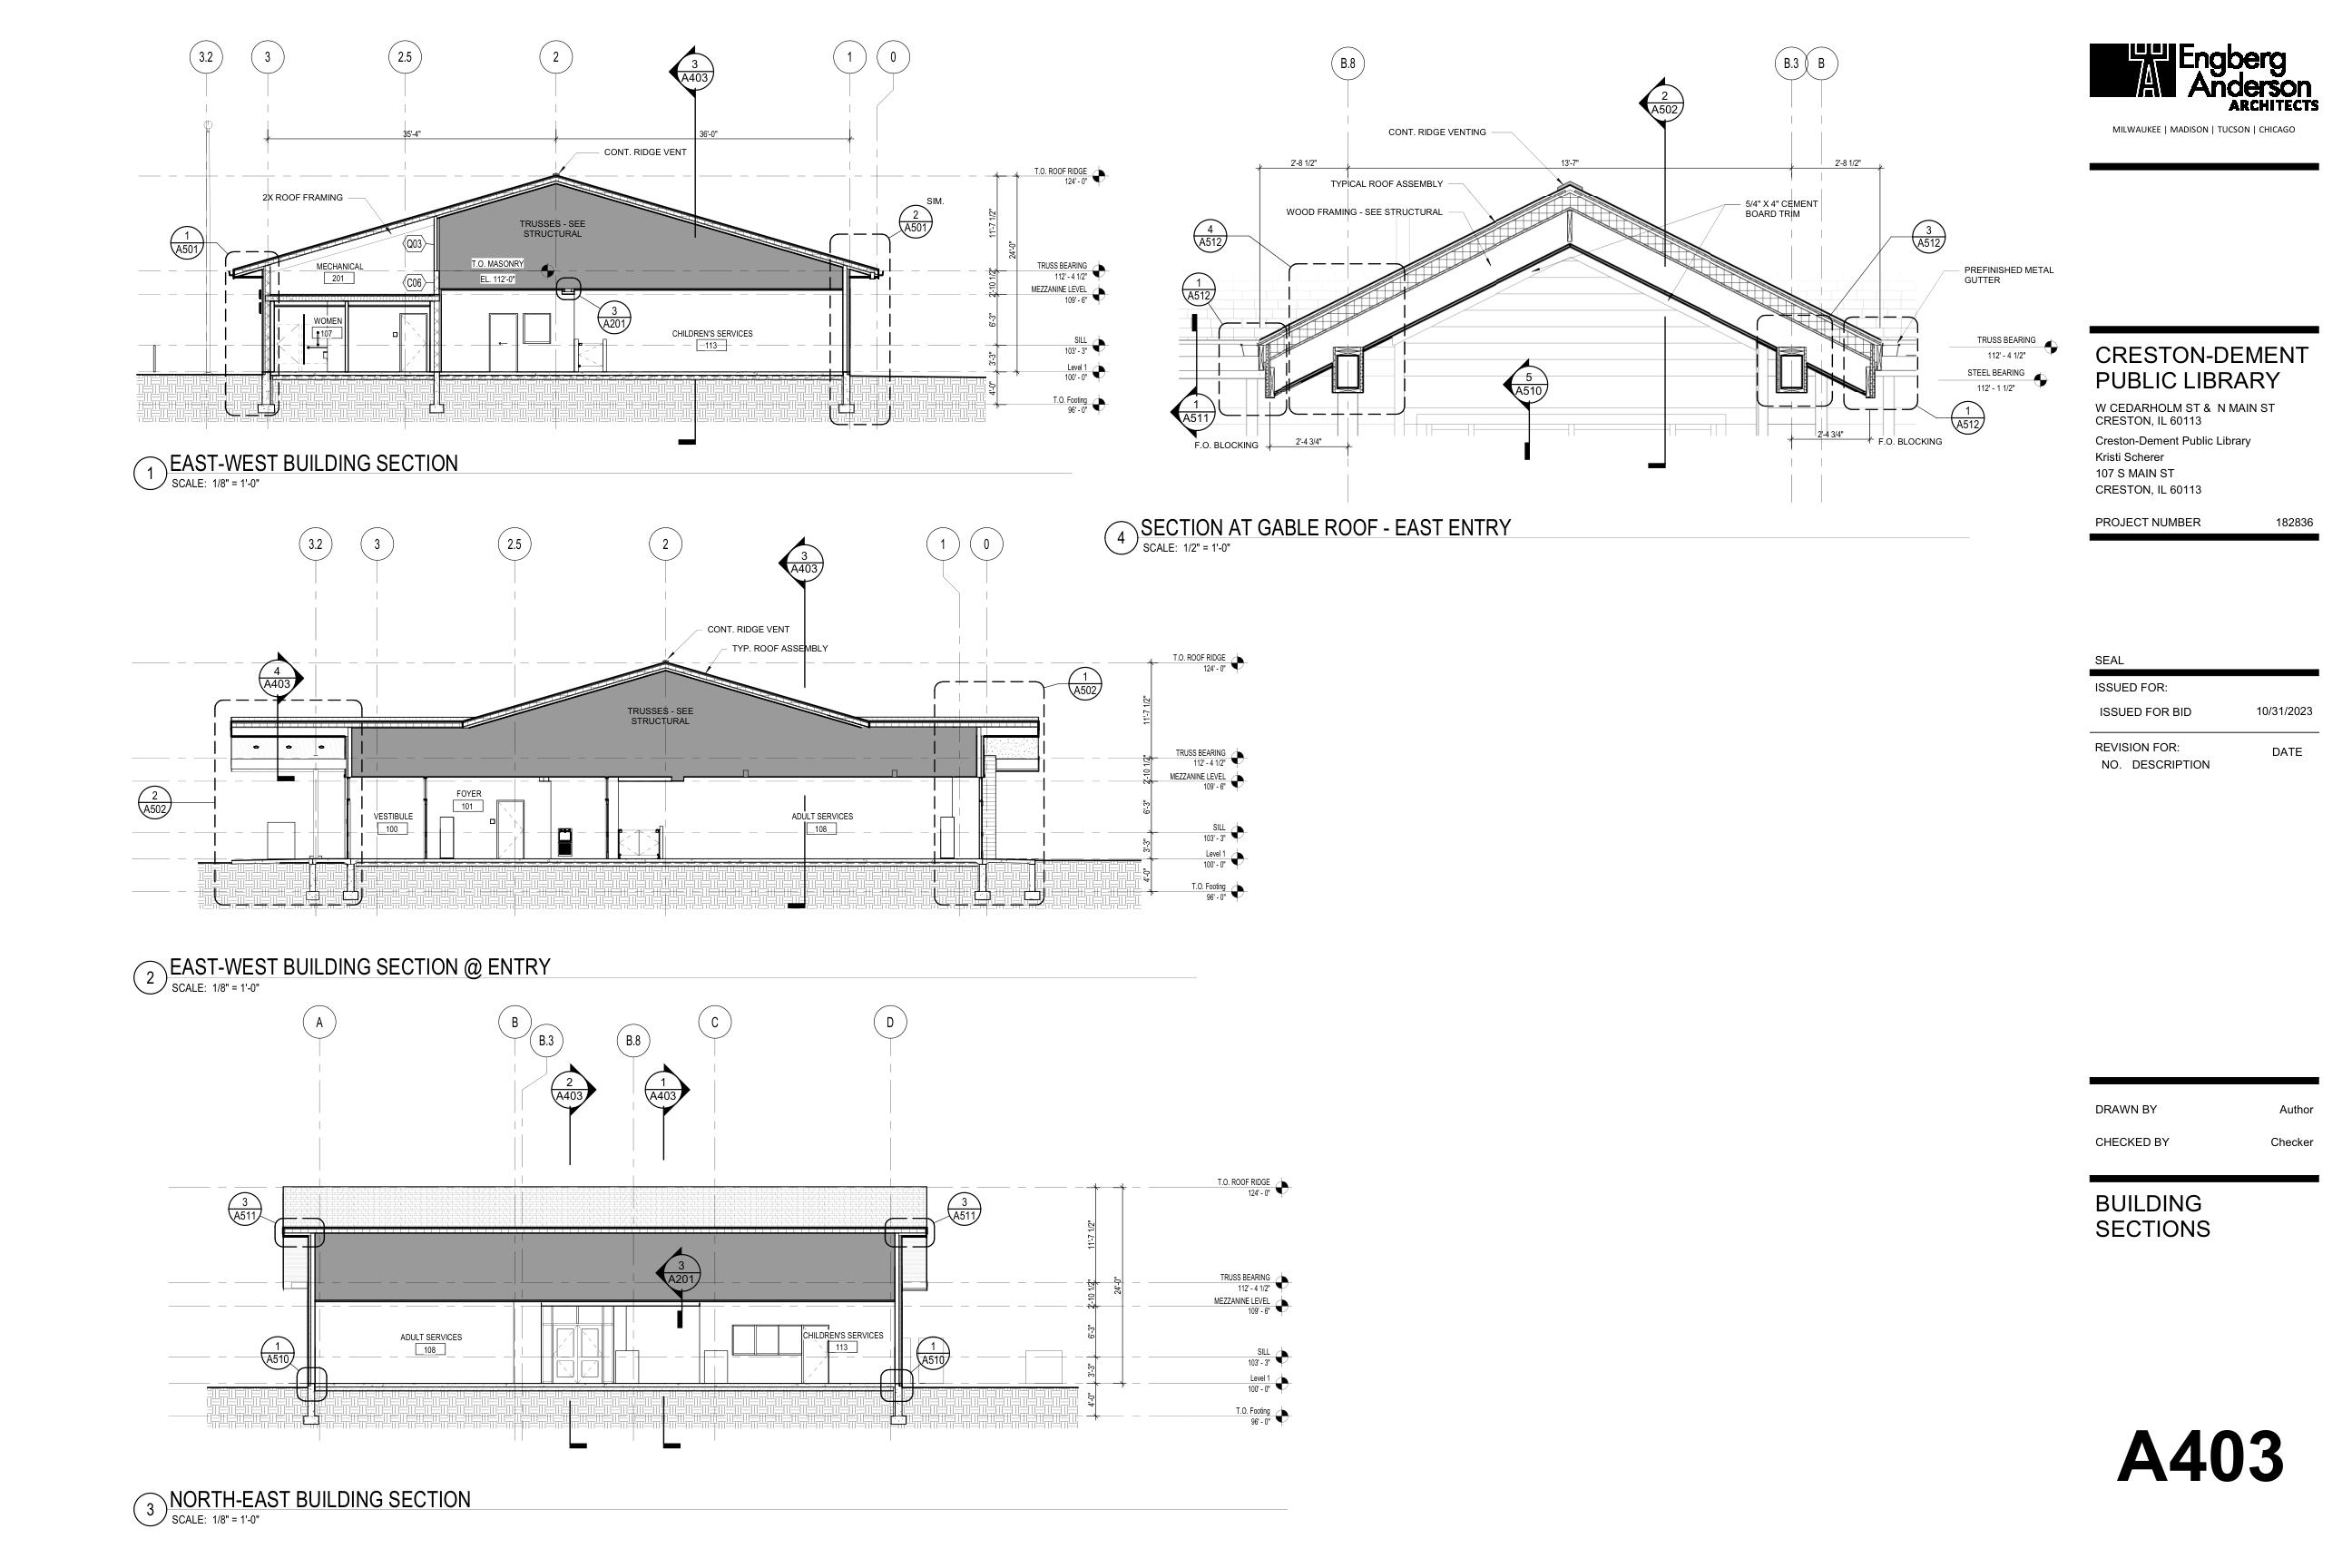 3.2
3
2.5
2
1
0
3
A403
35'-4"
36'-0"
CONT. RIDGE VENT
2X ROOF FRAMING
TRUSSES - SEE
STRUCTURAL
SIM.
2
A501
1
A501
Q03
MECHANICAL
201
C06
T.O. MASONRY
EL. 112'-0"
3
A201
WOMEN
107
CHILDREN'S SERVICES
113
11'-7 1/2"
24'-0"
2'-10 1/2"
6'-3"
3'-3"
4'-0"
T.O. ROOF RIDGE
124' - 0"
TRUSS BEARING
112' - 4 1/2"
MEZZANINE LEVEL
109' - 6"
SILL
103' - 3"
Level 1
100' - 0"
T.O. Footing
96' - 0"
1
EAST-WEST BUILDING SECTION
SCALE: 1/8" = 1'-0"
B.8
B.3
B
2
A502
CONT. RIDGE VENTING
2'-8 1/2"
13'-7"
2'-8 1/2"
TYPICAL ROOF ASSEMBLY
WOOD FRAMING - SEE STRUCTURAL
5/4" X 4" CEMENT
BOARD TRIM
4
A512
3
A512
PREFINISHED METAL
GUTTER
1
A512
TRUSS BEARING
112' - 4 1/2"
STEEL BEARING
112' - 1 1/2"
5
A510
1
A511
1
A512
F.O. BLOCKING
2'-4 3/4"
2'-4 3/4"
F.O. BLOCKING
4
SECTION AT GABLE ROOF - EAST ENTRY
SCALE: 1/2" = 1'-0"
3.2
3
2.5
2
1
0
3
A403
CONT. RIDGE VENT
TYP. ROOF ASSEMBLY
4
A403
1
A502
TRUSSES - SEE
STRUCTURAL
2
A502
VESTIBULE
100
FOYER
101
ADULT SERVICES
108
11'-7 1/2"
2'-10 1/2"
6'-3"
3'-3"
4'-0"
T.O. ROOF RIDGE
124' - 0"
TRUSS BEARING
112' - 4 1/2"
MEZZANINE LEVEL
109' - 6"
SILL
103' - 3"
Level 1
100' - 0"
T.O. Footing
96' - 0"
2
EAST-WEST BUILDING SECTION @ ENTRY
SCALE: 1/8" = 1'-0"
A
B
B.3
B.8
C
D
2
A403
1
A403
3
A511
3
A511
3
A201
ADULT SERVICES
108
CHILDREN'S SERVICES
113
1
A510
1
A510
11'-7 1/2"
24'-0"
2'-10 1/2"
6'-3"
3'-3"
4'-0"
T.O. ROOF RIDGE
124' - 0"
TRUSS BEARING
112' - 4 1/2"
MEZZANINE LEVEL
109' - 6"
SILL
103' - 3"
Level 1
100' - 0"
T.O. Footing
96' - 0"
3
NORTH-EAST BUILDING SECTION
SCALE: 1/8" = 1'-0"
Engberg
Anderson
ARCHITECTS
MILWAUKEE | MADISON | TUCSON | CHICAGO
CRESTON-DEMENT
PUBLIC LIBRARY
W CEDARHOLM ST & N MAIN ST
CRESTON, IL 60113
Creston-Dement Public Library
Kristi Scherer
107 S MAIN ST
CRESTON, IL 60113
PROJECT NUMBER 182836
SEAL
ISSUED FOR:
ISSUED FOR BID 10/31/2023
REVISION FOR: DATE
NO. DESCRIPTION
DRAWN BY Author
CHECKED BY Checker
BUILDING
SECTIONS
A403